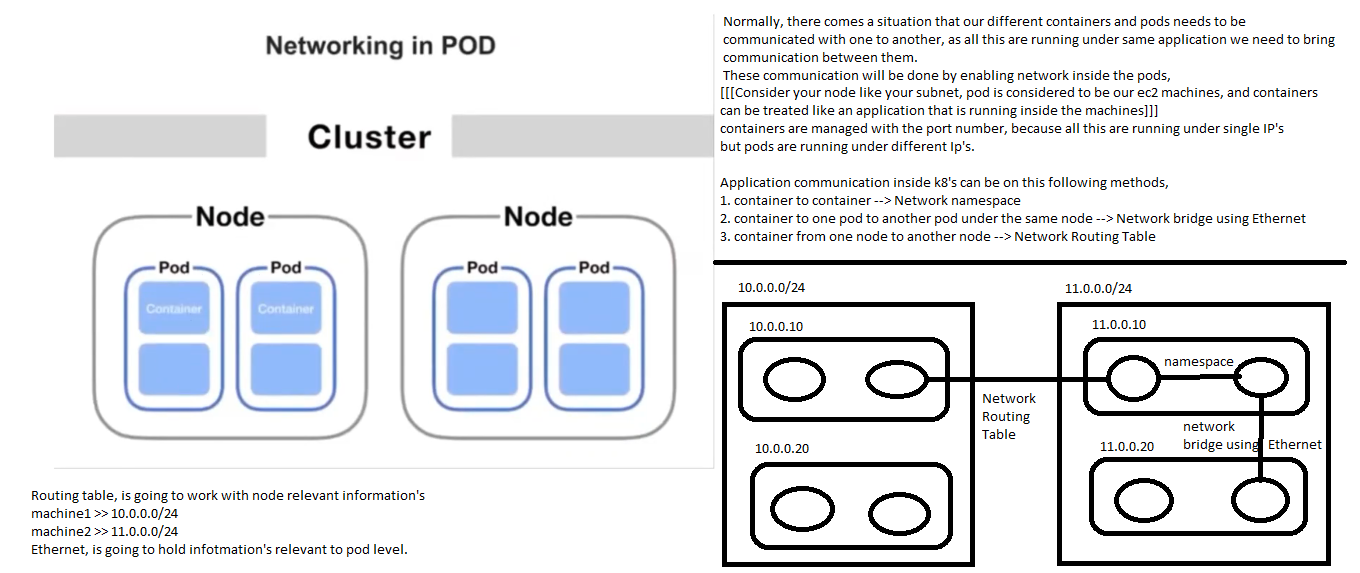 Networking in POD
Cluster
Node
Node
Pod
Pod
Pod
Pod
Container
Container
Routing table, is going to work with node relevant information's
machine1 >> 10.0.0.0/24
machine2 >> 11.0.0.0/24
Ethernet, is going to hold infotmation's relevant to pod level.
Normally, there comes a situation that our different containers and pods needs to be
communicated with one to another, as all this are running under same application we need to bring
communication between them.
These communication will be done by enabling network inside the pods,
[[[Consider your node like your subnet, pod is considered to be our ec2 machines, and containers
can be treated like an application that is running inside the machines]]]
containers are managed with the port number, because all this are running under single IP's
but pods are running under different Ip's.
Application communication inside k8's can be on this following methods,
1. container to container --> Network namespace
2. container to one pod to another pod under the same node --> Network bridge using Ethernet
3. container from one node to another node --> Network Routing Table
10.0.0.0/24
11.0.0.0/24
10.0.0.10
11.0.0.10
namespace
Network
Routing
Table
10.0.0.20
11.0.0.20
network
bridge using Ethernet